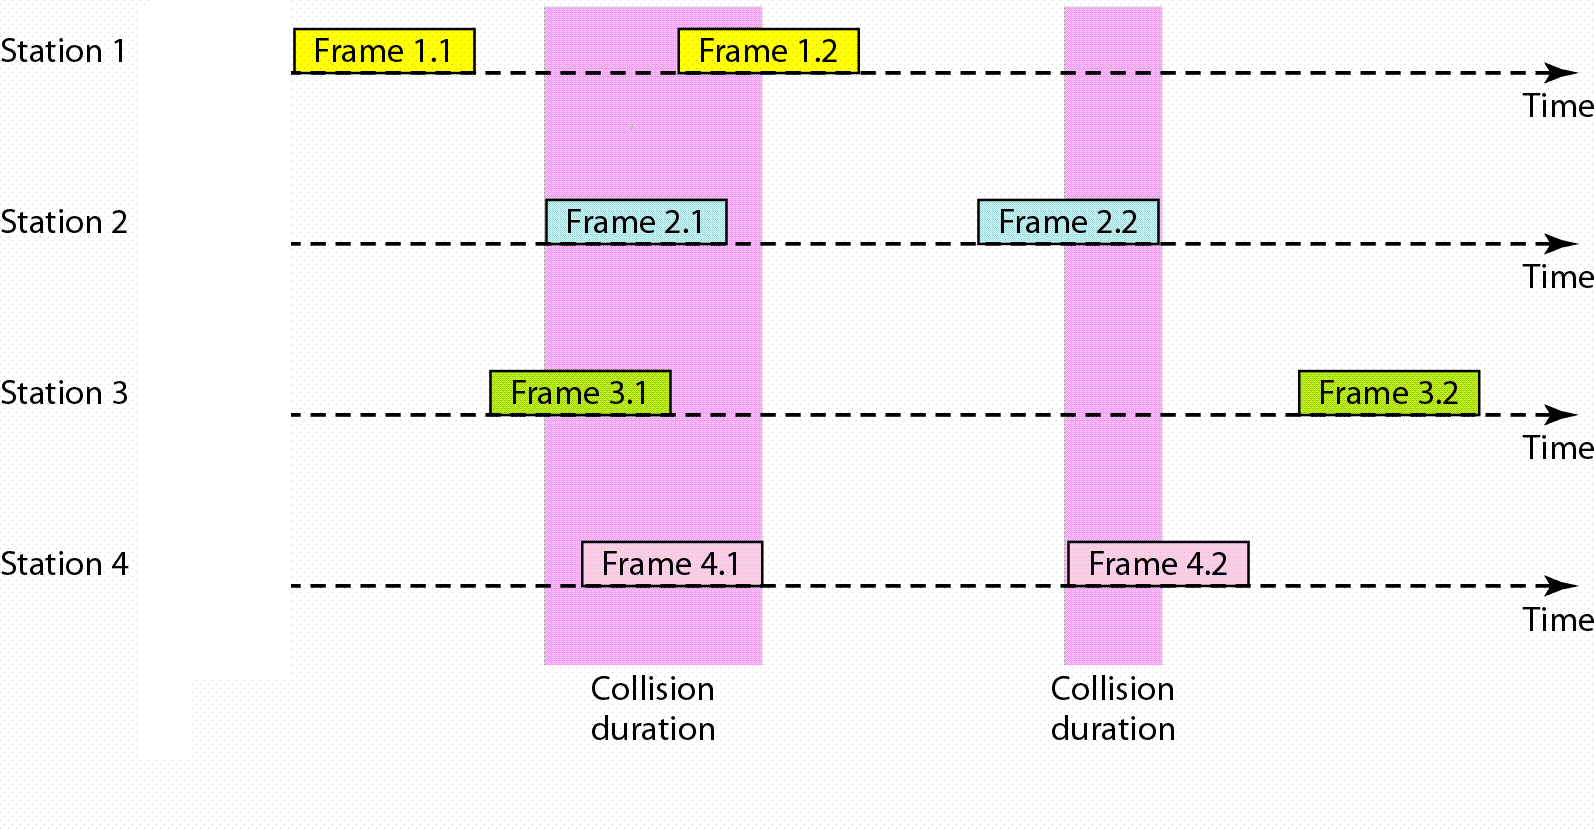 Station 1
Frame 1.1
Frame 1.2
Time
Station 2
Frame 2.1
Frame 2.2
Time
Station 3
Frame 3.1
Frame 3.2
Time
Station 4
Frame 4.1
Frame 4.2
Time
Collision
duration
Collision
duration